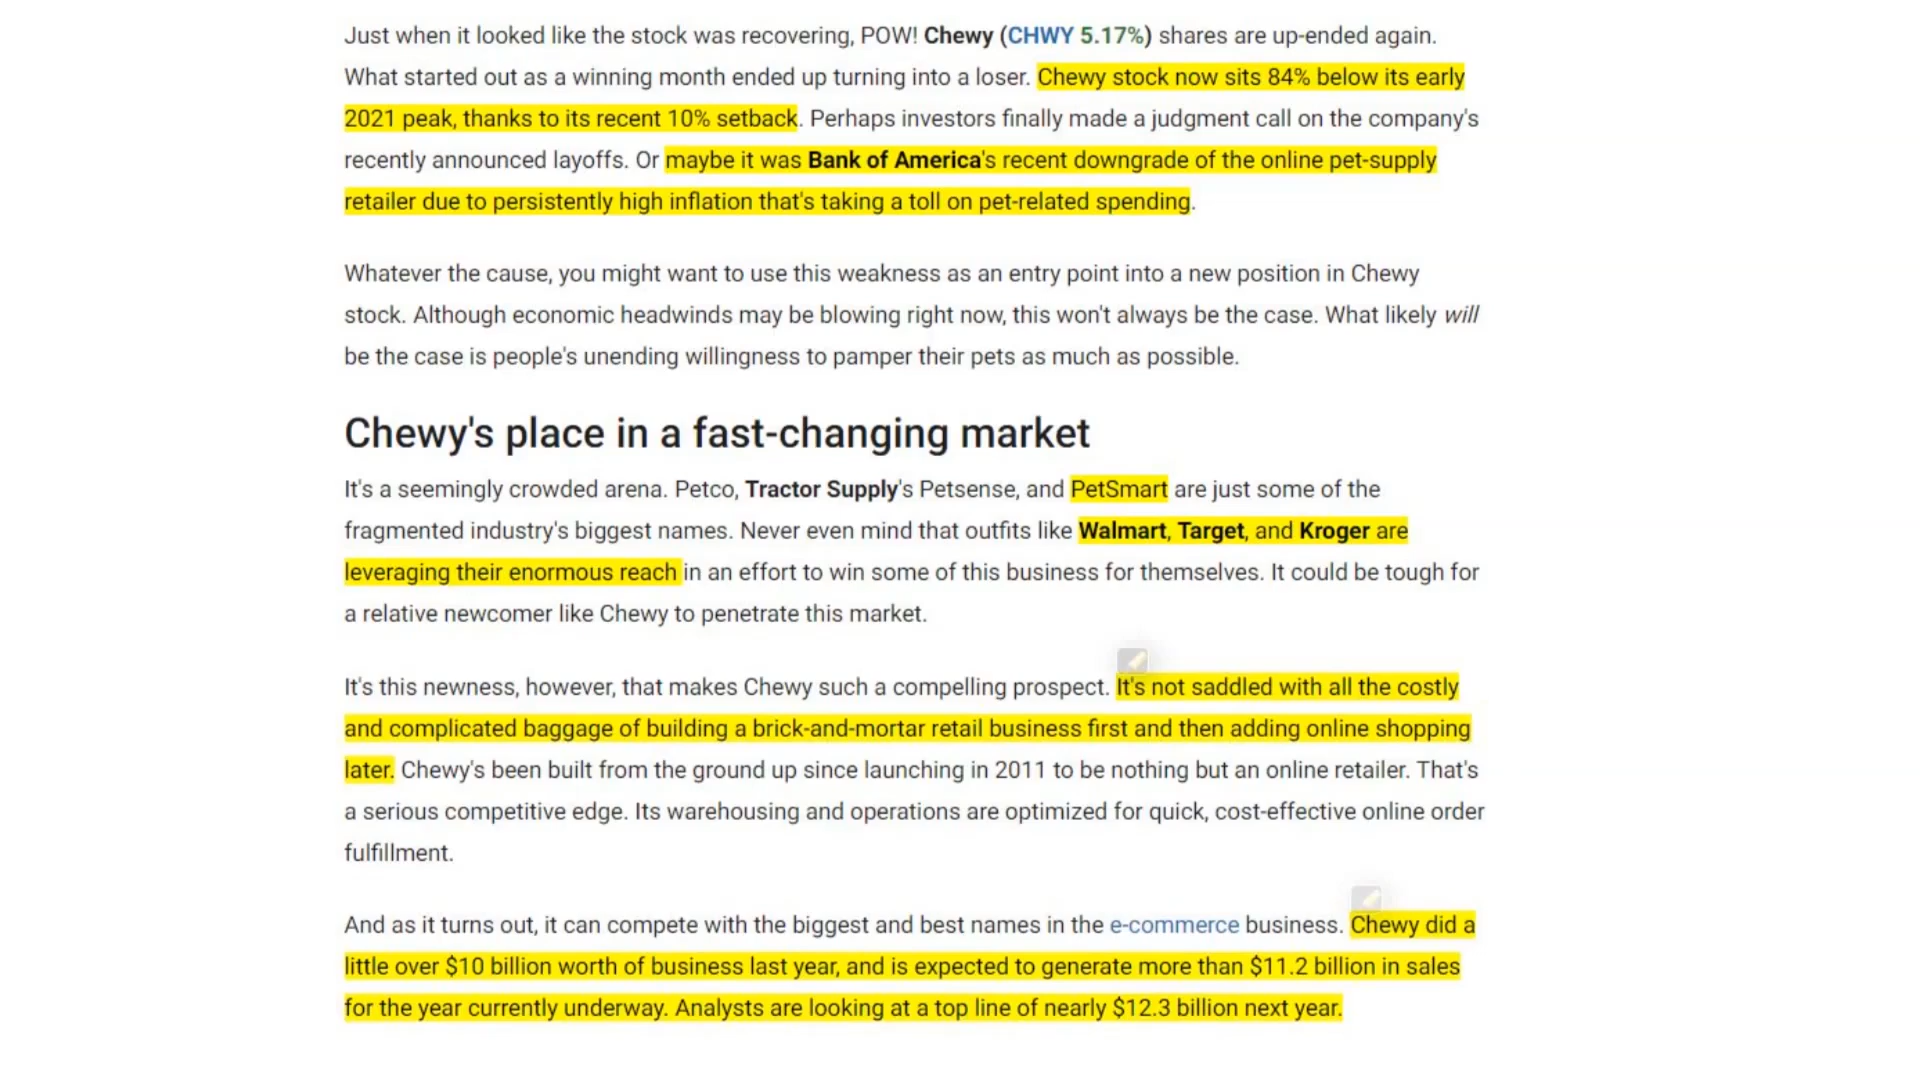 Just when it looked like the stock was recovering, POW! Chewy (CHWY 5.17%) shares are up-ended again.
What started out as a winning month ended up turning into a loser. Chewy stock now sits 84% below its early
2021 peak, thanks to its recent 10% setback. Perhaps investors finally made a judgment call on the company's
recently announced layoffs. Or maybe it was Bank of America's recent downgrade of the online pet-supply
retailer due to persistently high inflation that's taking a toll on pet-related spending.
Whatever the cause, you might want to use this weakness as an entry point into a new position in Chewy
stock. Although economic headwinds may be blowing right now, this won't always be the case. What likely will
be the case is people's unending willingness to pamper their pets as much as possible.
Chewy's place in a fast-changing market
It's a seemingly crowded arena. Petco, Tractor Supply's Petsense, and PetSmart are just some of the
fragmented industry's biggest names. Never even mind that outfits like Walmart, Target, and Kroger are
leveraging their enormous reach in an effort to win some of this business for themselves. It could be tough for
a relative newcomer like Chewy to penetrate this market.
It's this newness, however, that makes Chewy such a compelling prospect. It's not saddled with all the costly
and complicated baggage of building a brick-and-mortar retail business first and then adding online shopping
later. Chewy's been built from the ground up since launching in 2011 to be nothing but an online retailer. That's
a serious competitive edge. Its warehousing and operations are optimized for quick, cost-effective online order
fulfillment.
And as it turns out, it can compete with the biggest and best names in the e-commerce business. Chewy did a
little over $10 billion worth of business last year, and is expected to generate more than $11.2 billion in sales
for the year currently underway. Analysts are looking at a top line of nearly $12.3 billion next year.